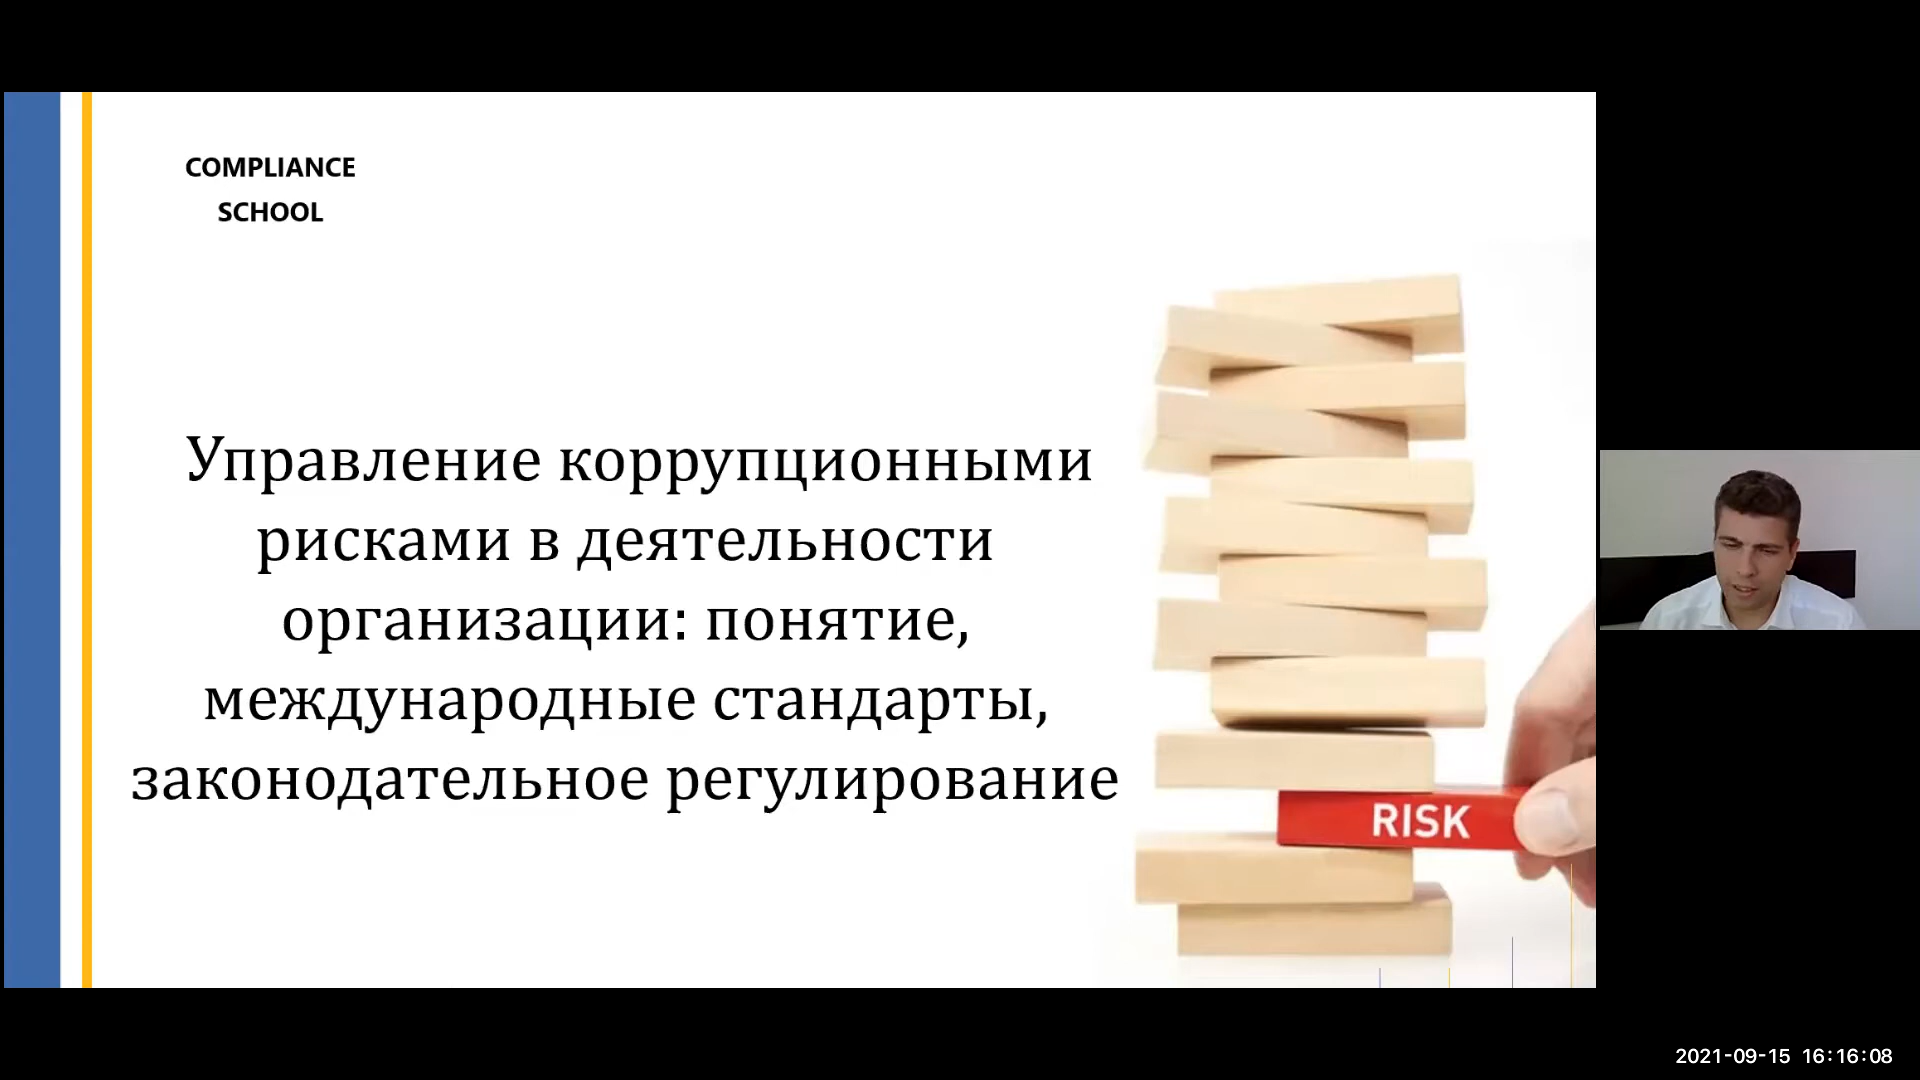 COMPLIANCE
SCHOOL
Управление коррупционными
рисками в деятельности
организации: понятие,
международные стандарты,
законодательное регулирование
RISK
2021-09-15 16:16:08